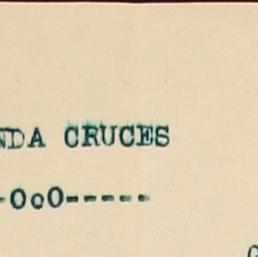 NDA CRUCES
-OoO-----
G